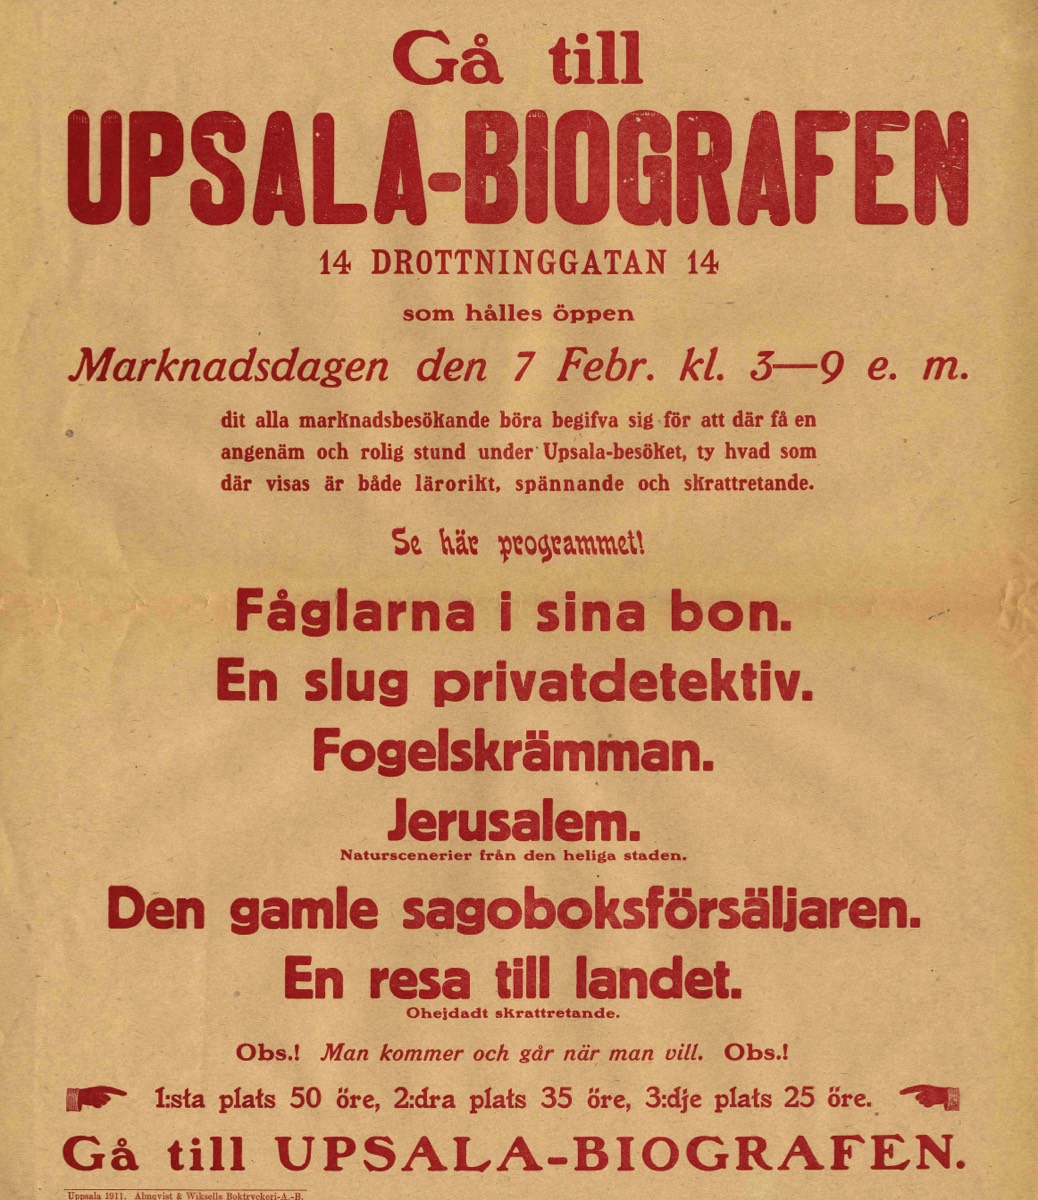 Gå till
UPSALA-BIOGRAFEN
14 DROTTNINGGATAN 14
som hålles öppen
Marknadsdagen den 7 Febr. kl. 3—9 e. m.
dit alla marknadsbesökande böra begifva sig för att där få en
angenäm och rolig stund under Upsala-besöket, ty hvad som
där visas är både lärorikt, spännande och skrattretande.
Se här programmet!
Fåglarna i sina bon.
En slug privatdetektiv.
Fogelskrämman.
Jerusalem.
Naturscenerier från den heliga staden.
Den gamle sagoboksförsäljaren.
En resa till landet.
Ohejdadt skrattretande.
Obs.! Man kommer och går när man vill. Obs.!
1:sta plats 50 öre, 2:dra plats 35 öre, 3:dje plats 25 öre.
Gå till UPSALA-BIOGRAFEN.
Uppsala 1911. Almqvist & Wiksells Boktryckeri-A.-B.